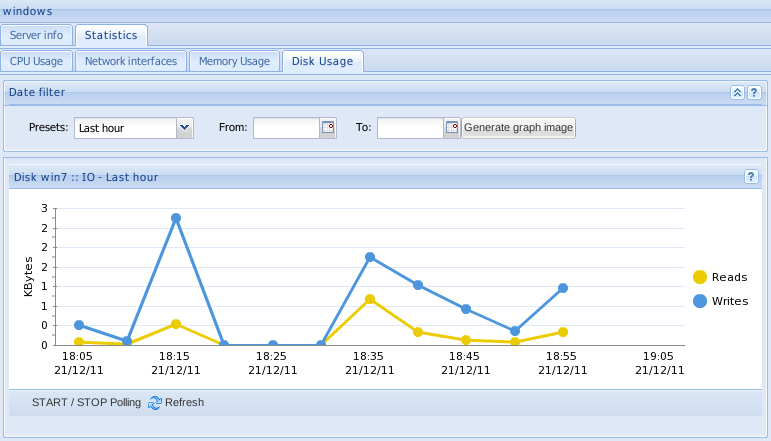 windows
Server info Statistics
CPU Usage Network interfaces Memory Usage Disk Usage
Date filter ?
Presets: Last hour From: To: Generate graph image
Disk win7 :: IO - Last hour ?
3
2
2
2
1
1
0
0
KBytes
18:05 18:15 18:25 18:35 18:45 18:55 19:05
21/12/11 21/12/11 21/12/11 21/12/11 21/12/11 21/12/11 21/12/11
Reads
Writes
START / STOP Polling Refresh